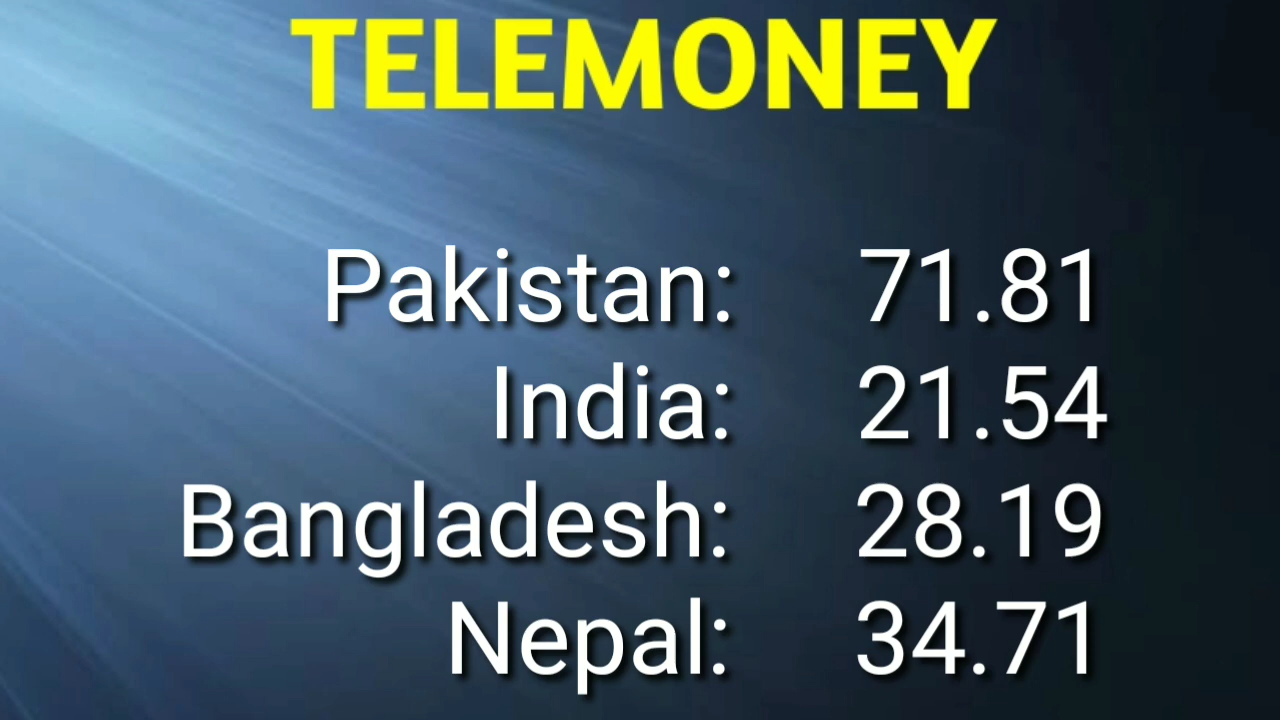 TELEMONEY
Pakistan: 71.81
India: 21.54
Bangladesh: 28.19
Nepal: 34.71